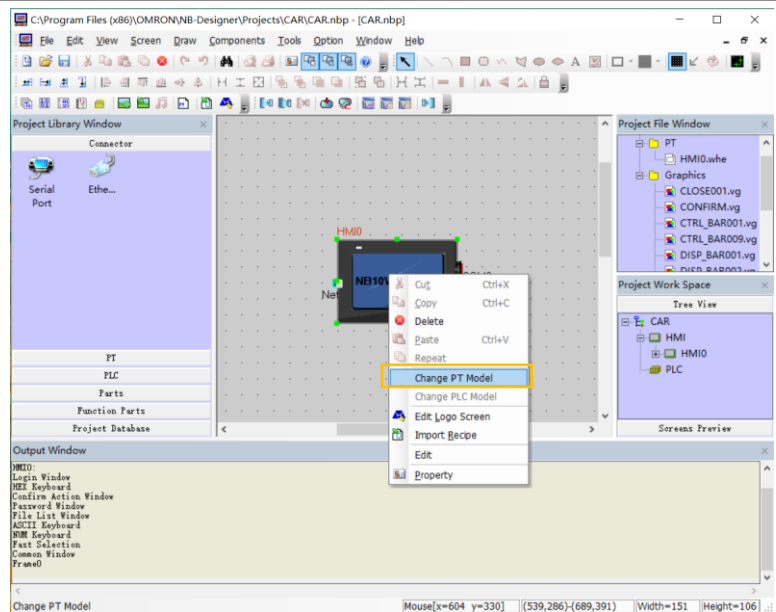 C:\Program Files (x86)\OMRON\NB-Designer\Projects\CAR\CAR.nbp - [CAR.nbp]
File Edit View Screen Draw Components Tools Option Window Help
Project Library Window
Connector
Serial Port
Ethe...
PT
PLC
Parts
Function Parts
Project Database
HMI0
NB10W
Net
Cut Ctrl+X
Copy Ctrl+C
Delete
Paste Ctrl+V
Repeat
Change PT Model
Change PLC Model
Edit Logo Screen
Import Recipe
Edit
Property
Project File Window
PT
HMI0.whe
Graphics
CLOSE001.vg
CONFIRM.vg
CTRL_BAR001.vg
CTRL_BAR009.vg
DISP_BAR001.vg
DISP_BAR002.vg
Project Work Space
Tree View
CAR
HMI
HMI0
PLC
Screens Preview
Output Window
HMI0:
Login Window
HEX Keyboard
Confirm Action Window
Password Window
File List Window
ASCII Keyboard
NUM Keyboard
Fast Selection
Common Window
Frame0
Change PT Model
Mouse[x=604 y=330] (539,286)-(689,391) Width=151 Height=106